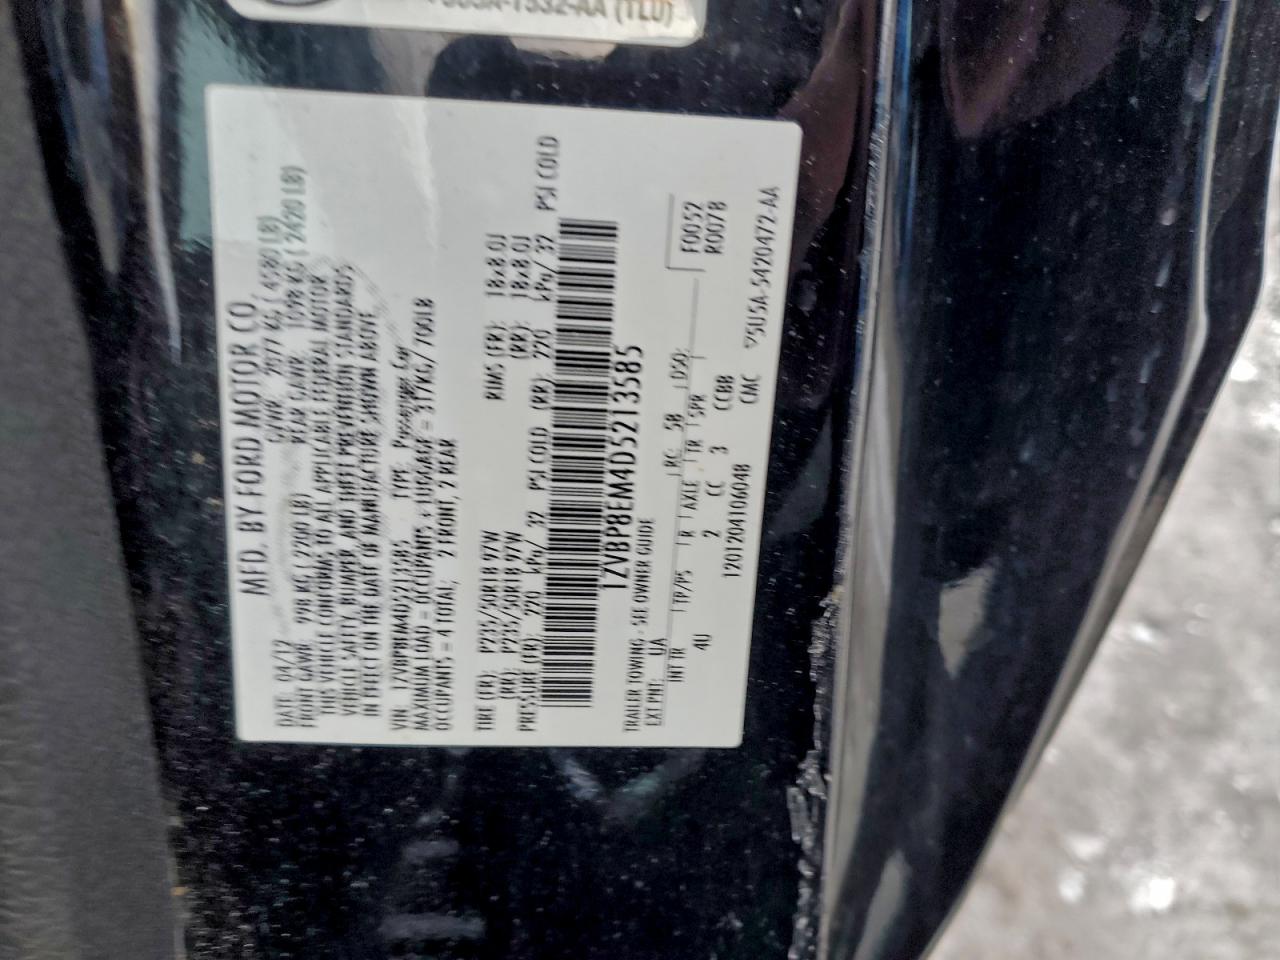 F8USA-1532-AA (TLU)
MFD. BY FORD MOTOR CO.
DATE: 04/12 GVWR: 2077 KG ( 4580 LB)
FRONT GAWR: 998 KG ( 2200 LB) REAR GAWR: 1098 KG ( 2420 LB)
THIS VEHICLE CONFORMS TO ALL APPLICABLE FEDERAL MOTOR
VEHICLE SAFETY, BUMPER, AND THEFT PREVENTION STANDARDS
IN EFFECT ON THE DATE OF MANUFACTURE SHOWN ABOVE.
VIN: 1ZVBP8EM4D5213585 TYPE: Passenger Car
MAXIMUM LOAD = OCCUPANTS + LUGGAGE = 317KG/ 700LB
OCCUPANTS = 4 TOTAL; 2 FRONT, 2 REAR
TIRE (FR): P235/50R18 97W RIMS (FR): 18x8.0J
(RR): P235/50R18 97W (RR): 18x8.0J
PRESSURE (FR): 220 kPa/ 32 PSI COLD (RR): 220 kPa/ 32 PSI COLD
1ZVBP8EM4D5213585
TRAILER TOWING - SEE OWNER GUIDE
EXT PNT: UA RC: 5B DSO: F0052
INT TR TP/PS R AXLE TR SPR R0078
4U 2 CC 3 CCBB
120120410604B CMC ▽5U5A-5420472-AA